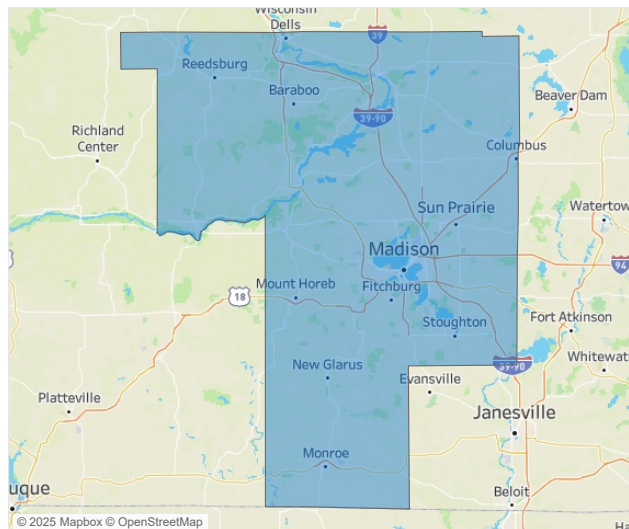 Wisconsin
Dells
39
Reedsburg
Baraboo
Beaver Dam
39-90
Richland
Center
Columbus
Sun Prairie
Watertow
Madison
94
Mount Horeb
Fitchburg
18
Stoughton
Fort Atkinson
39-90
Whitewat
New Glarus
Evansville
Platteville
Janesville
Monroe
uque
Beloit
© 2025 Mapbox © OpenStreetMap
Ha